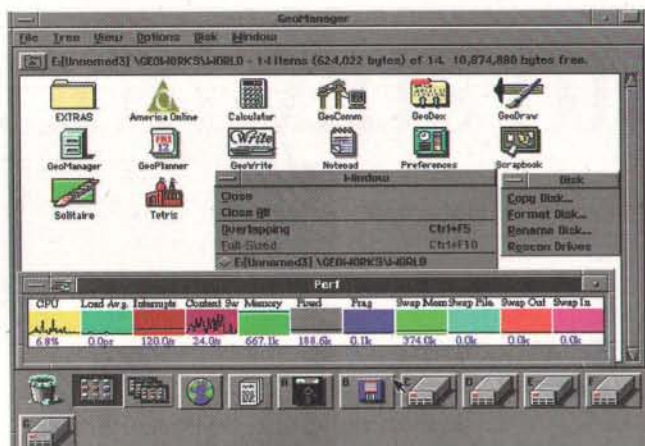 GeoManager
File Tree View Options Disk Window
E:[Unnamed3] \GEOWORKS\WORLD - 14 items (624,022 bytes) of 14. 10,874,880 bytes free.
EXTRAS America Online Calculator GeoComm GeoDex GeoDraw
GeoManager GeoPlanner GeoWrite Notepad Preferences Scrapbook
FRI
12
Write
Solitaire Tetris
Window
Close
Close All
Overlapping Ctrl+F5
Full-Sized Ctrl+F10
E:[Unnamed3] \GEOWORKS\WORLD
Disk
Copy Disk...
Format Disk...
Rename Disk...
Rescan Drives
Perf
CPU Load Avg. Interrupts Context Sw Memory Fixed Frag Swap Mem Swap File Swap Out Swap In
6.8% 0.0pr 120.0/s 24.0/s 667.1k 188.6k 0.1k 374.0k 0.0k 0.0k 0.0k
A B C D E F
G